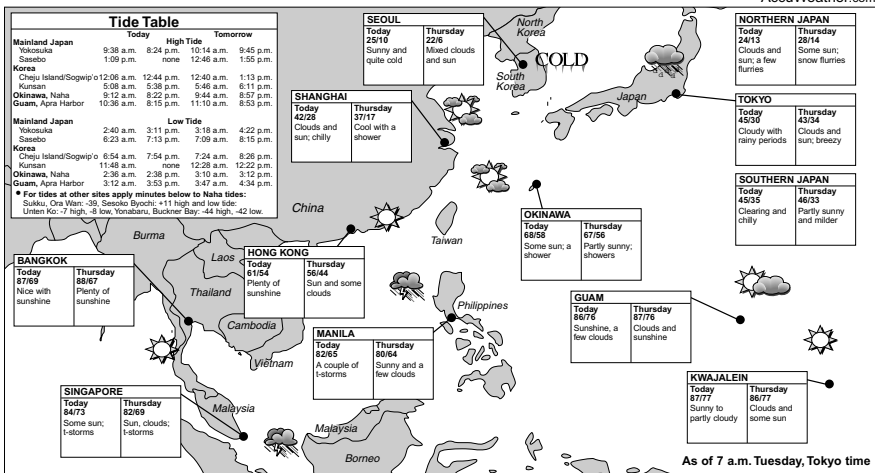 AccuWeather.com
Tide Table
Today Tomorrow
High Tide
Mainland Japan
Yokosuka 9:38 a.m. 8:24 p.m. 10:14 a.m. 9:45 p.m.
Sasebo 1:09 p.m. none 12:46 a.m. 1:55 p.m.
Korea
Cheju Island/Sogwip'o 12:06 a.m. 12:44 p.m. 12:40 a.m. 1:13 p.m.
Kunsan 5:08 a.m. 5:38 p.m. 5:46 a.m. 6:11 p.m.
Okinawa, Naha 9:12 a.m. 8:22 p.m. 9:44 a.m. 8:57 p.m.
Guam, Apra Harbor 10:36 a.m. 8:15 p.m. 11:10 a.m. 8:53 p.m.
Mainland Japan Low Tide
Yokosuka 2:40 a.m. 3:11 p.m. 3:18 a.m. 4:22 p.m.
Sasebo 6:23 a.m. 7:13 p.m. 7:09 a.m. 8:15 p.m.
Korea
Cheju Island/Sogwip'o 6:54 a.m. 7:54 p.m. 7:24 a.m. 8:26 p.m.
Kunsan 11:48 a.m. none 12:28 a.m. 12:22 p.m.
Okinawa, Naha 2:36 a.m. 2:38 p.m. 3:10 a.m. 3:12 p.m.
Guam, Apra Harbor 3:12 a.m. 3:53 p.m. 3:47 a.m. 4:34 p.m.
• For tides at other sites apply minutes below to Naha tides:
Sukku, Ora Wan: -39, Sesoko Byochi: +11 high and low tide:
Unten Ko: -7 high, -8 low, Yonabaru, Buckner Bay: -44 high, -42 low.
SEOUL
Today Thursday
25/10 22/6
Sunny and Mixed clouds
quite cold and sun
North
Korea
COLD
South
Korea
Japan
NORTHERN JAPAN
Today Thursday
24/13 28/14
Clouds and Some sun;
sun; a few snow flurries
flurries
SHANGHAI
Today Thursday
42/28 37/17
Clouds and Cool with a
sun; chilly shower
TOKYO
Today Thursday
45/30 43/34
Cloudy with Clouds and
rainy periods sun; breezy
SOUTHERN JAPAN
Today Thursday
45/35 46/33
Clearing and Partly sunny
chilly and milder
China
Taiwan
OKINAWA
Today Thursday
68/58 67/56
Some sun; a Partly sunny;
shower showers
Burma
Laos
Thailand
Cambodia
Vietnam
BANGKOK
Today Thursday
87/69 88/67
Nice with Plenty of
sunshine sunshine
HONG KONG
Today Thursday
61/54 56/44
Plenty of Sun and some
sunshine clouds
Philippines
MANILA
Today Thursday
82/65 80/64
A couple of Sunny and a
t-storms few clouds
GUAM
Today Thursday
86/76 87/76
Sunshine, a Clouds and
few clouds sunshine
SINGAPORE
Today Thursday
84/73 82/69
Some sun; Sun, clouds;
t-storms t-storms
Malaysia
Malaysia
Borneo
KWAJALEIN
Today Thursday
87/77 86/77
Sunny to Clouds and
partly cloudy some sun
As of 7 a.m. Tuesday, Tokyo time